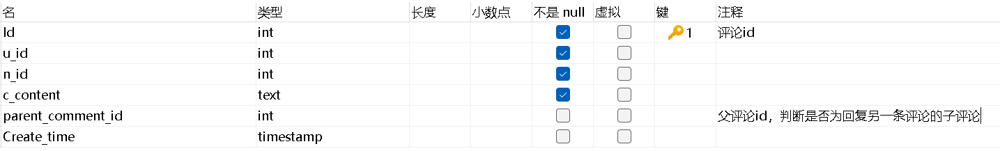 名 类型 长度 小数点 不是 null 虚拟 键 注释
Id int 1 评论id
u_id int
n_id int
c_content text
parent_comment_id int 父评论id，判断是否为回复另一条评论的子评论
Create_time timestamp